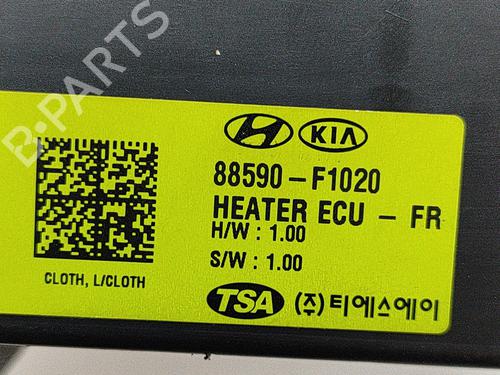 B-PARTS
KIA
88590-F1020
HEATER ECU - FR
H/W : 1.00
S/W : 1.00
CLOTH, L/CLOTH
TSA (주)티에스에이